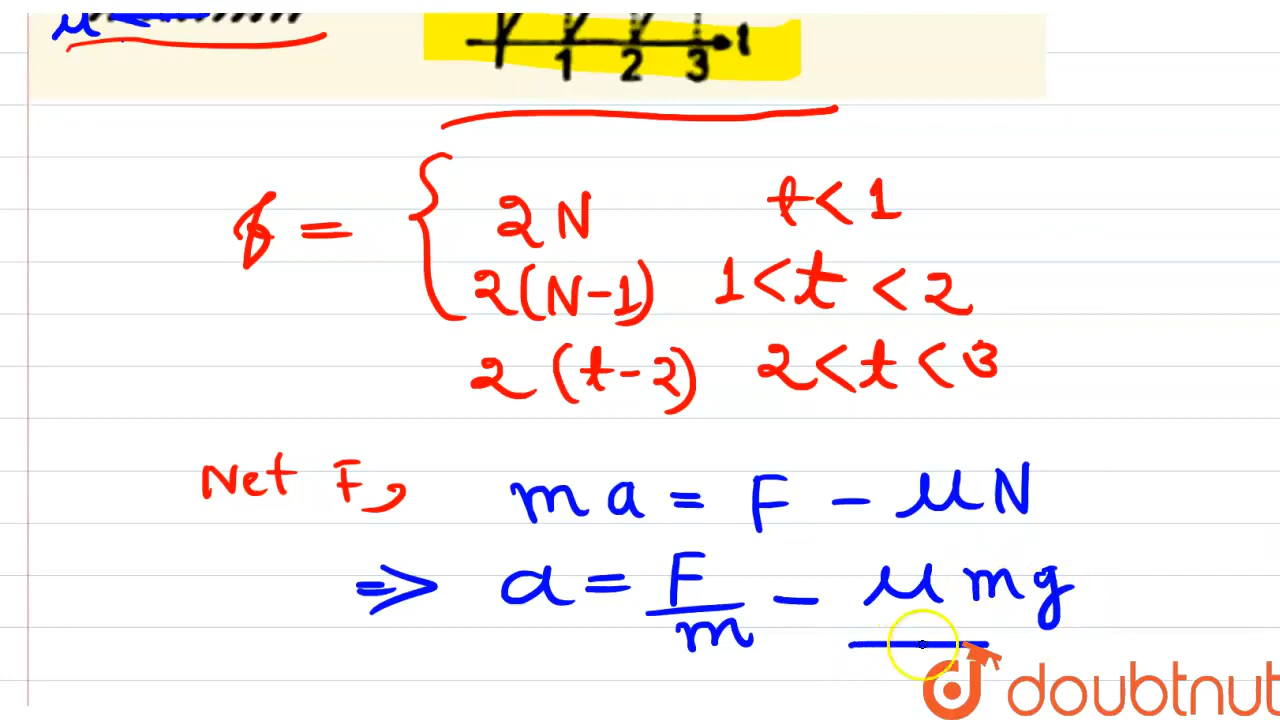 μ
t
1 2 3
f = { 2N t < 1
2(N-1) 1 < t < 2
2(t-2) 2 < t < 3
Net F, ma = F - μN
=> a = F/m - μmg
doubtnut